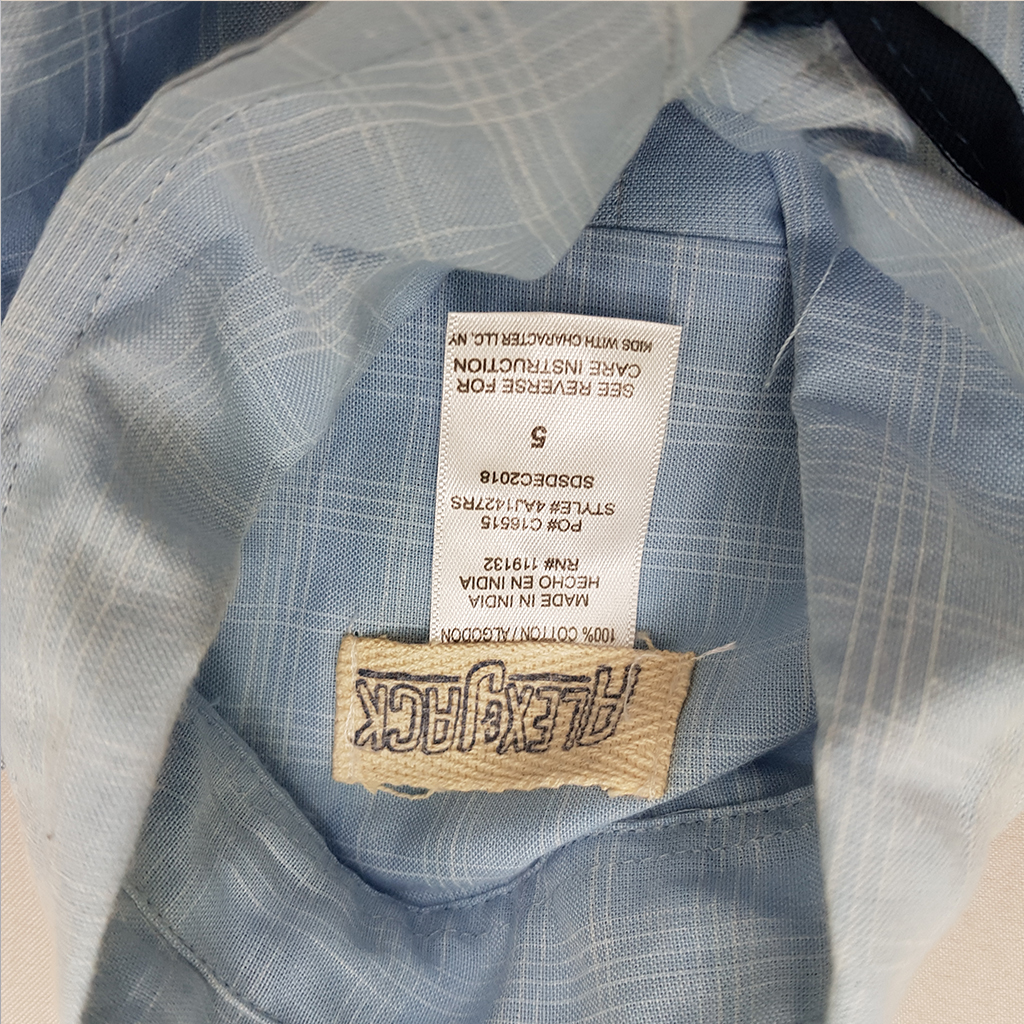 ALEX & JACK
100% COTTON / ALGODON
MADE IN INDIA
HECHO EN INDIA
RN# 119132
PO# C16515
STYLE# 4AJ1427RS
SDSDEC2018
5
SEE REVERSE FOR
CARE INSTRUCTION
KIDS WITH CHARACTER LLC, NY